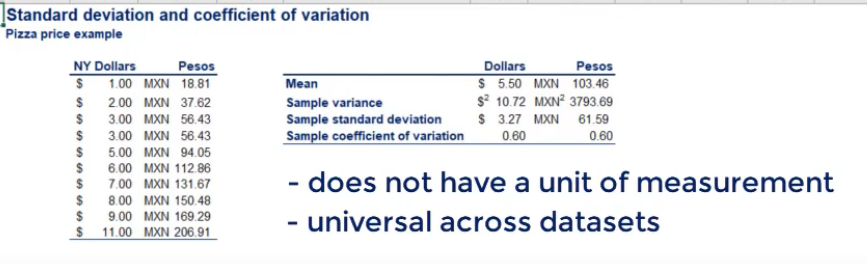 Standard deviation and coefficient of variation
Pizza price example
NY Dollars Pesos
$ 1.00 MXN 18.81
$ 2.00 MXN 37.62
$ 3.00 MXN 56.43
$ 3.00 MXN 56.43
$ 5.00 MXN 94.05
$ 6.00 MXN 112.86
$ 7.00 MXN 131.67
$ 8.00 MXN 150.48
$ 9.00 MXN 169.29
$ 11.00 MXN 206.91
Dollars Pesos
Mean $ 5.50 MXN 103.46
Sample variance $² 10.72 MXN² 3793.69
Sample standard deviation $ 3.27 MXN 61.59
Sample coefficient of variation 0.60 0.60
- does not have a unit of measurement
- universal across datasets